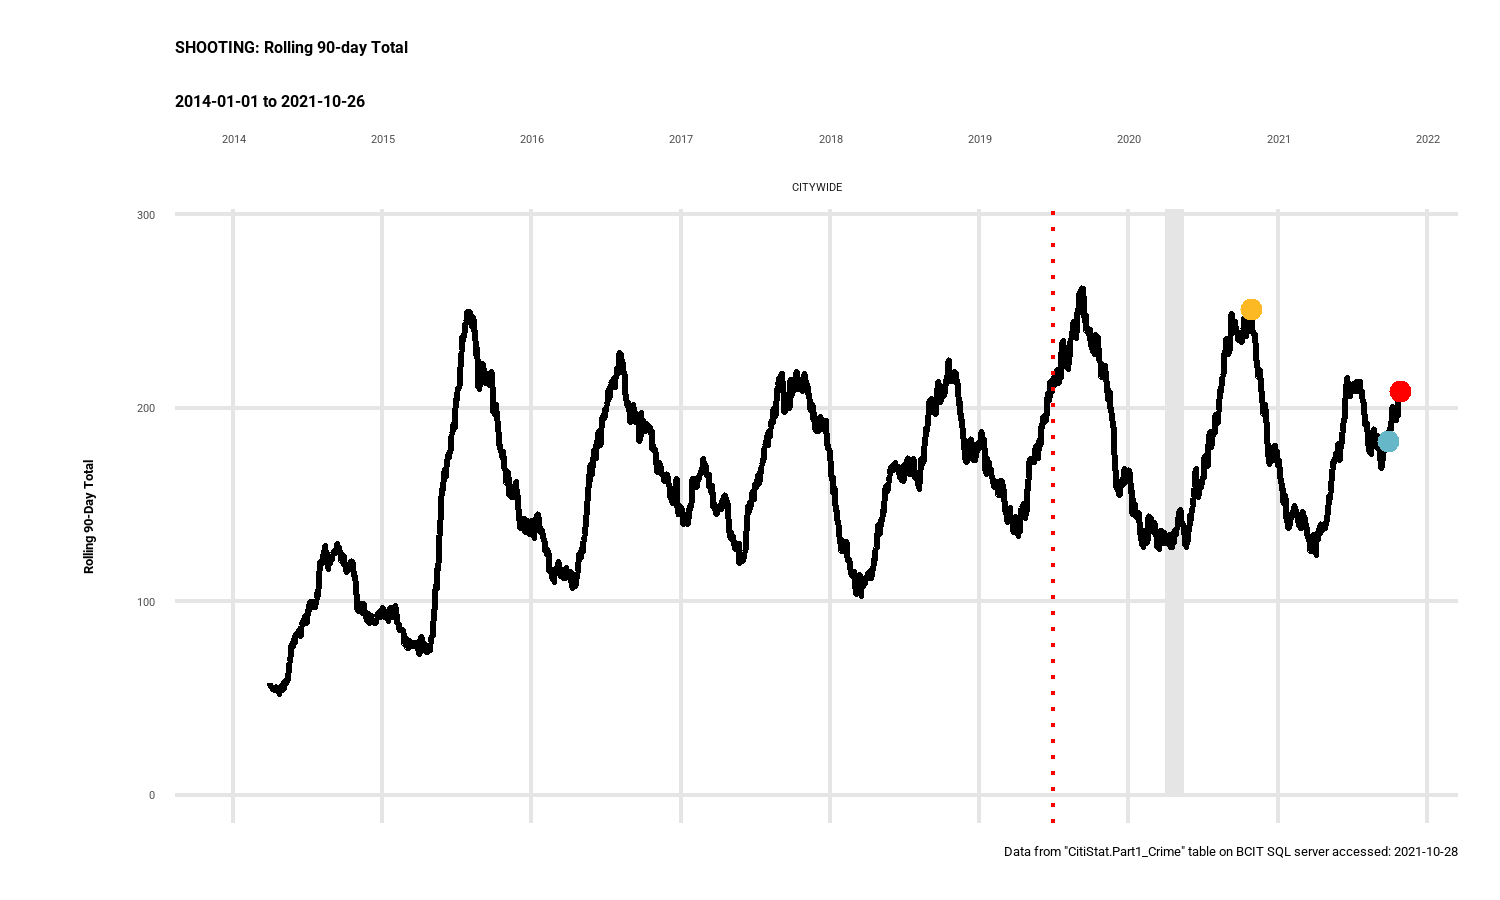 SHOOTING: Rolling 90-day Total
2014-01-01 to 2021-10-26
2014 2015 2016 2017 2018 2019 2020 2021 2022
CITYWIDE
300
200
100
0
Rolling 90-Day Total
Data from "CitiStat.Part1_Crime" table on BCIT SQL server accessed: 2021-10-28